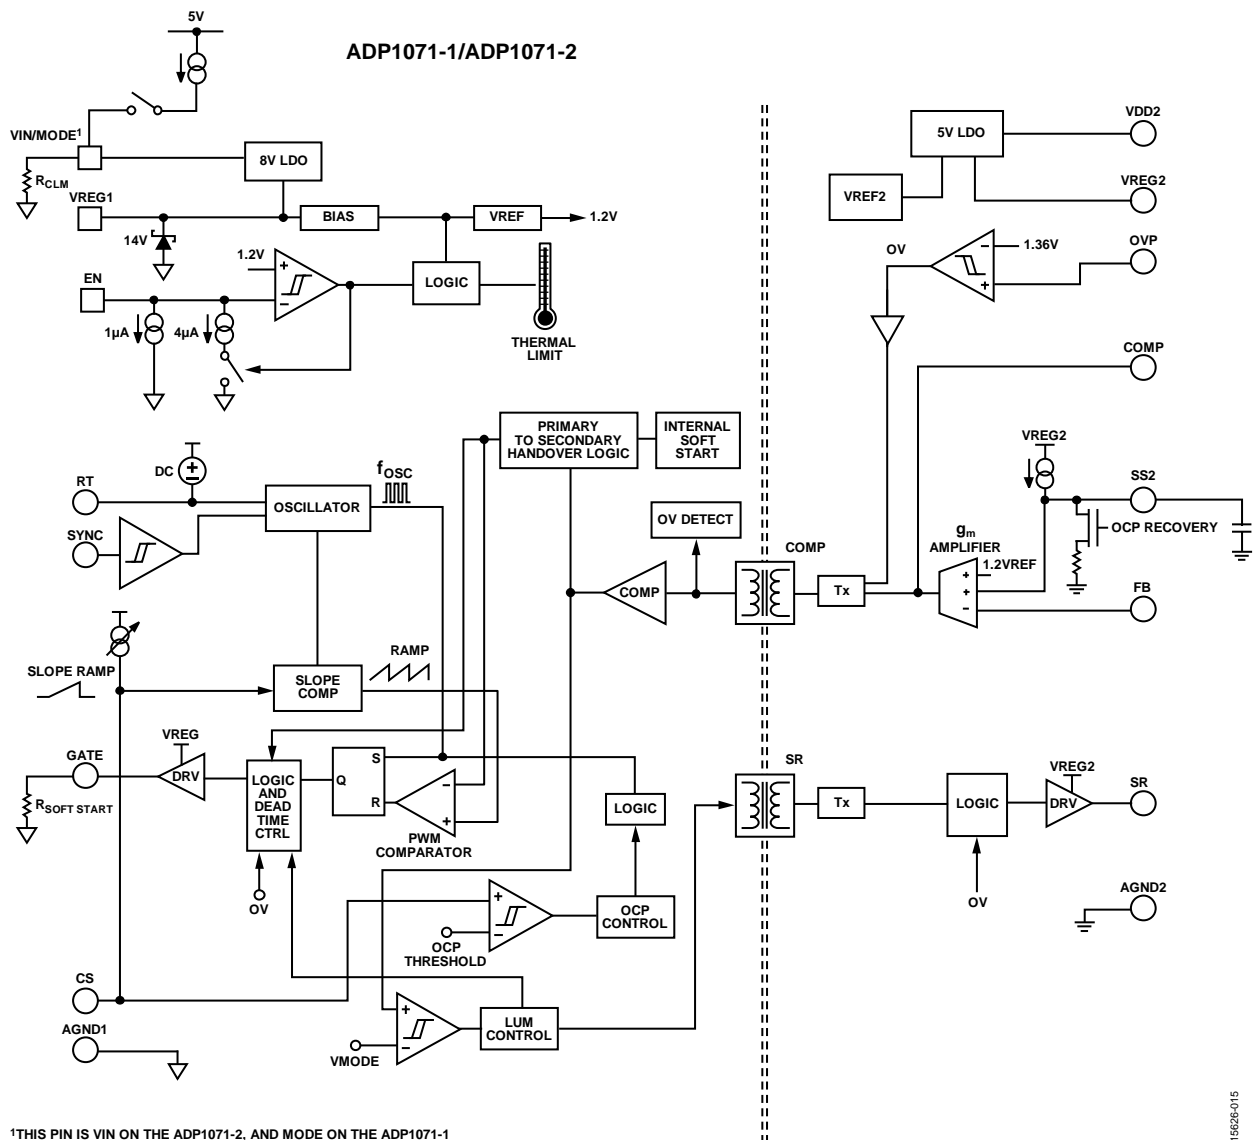 5V
ADP1071-1/ADP1071-2
VIN/MODE1
RCLM
8V LDO
VREG1
BIAS
VREF
1.2V
14V
1.2V
+
−
EN
LOGIC
1µA
4µA
THERMAL
LIMIT
5V LDO
VDD2
VREF2
VREG2
OV
−
1.36V
+
OVP
COMP
PRIMARY
TO SECONDARY
HANDOVER LOGIC
INTERNAL
SOFT
START
VREG2
DC
+
−
fOSC
RT
OSCILLATOR
SYNC
OV DETECT
SS2
OCP RECOVERY
gm
AMPLIFIER
COMP
COMP
Tx
+
1.2VREF
+
−
FB
RAMP
SLOPE RAMP
SLOPE
COMP
GATE
VREG
DRV
RSOFT START
LOGIC
AND
DEAD
TIME
CTRL
Q
S
R
−
+
PWM
COMPARATOR
LOGIC
SR
Tx
LOGIC
VREG2
DRV
SR
OV
OV
+
−
OCP
THRESHOLD
OCP
CONTROL
AGND2
CS
AGND1
+
−
VMODE
LUM
CONTROL
1THIS PIN IS VIN ON THE ADP1071-2, AND MODE ON THE ADP1071-1
15626-015